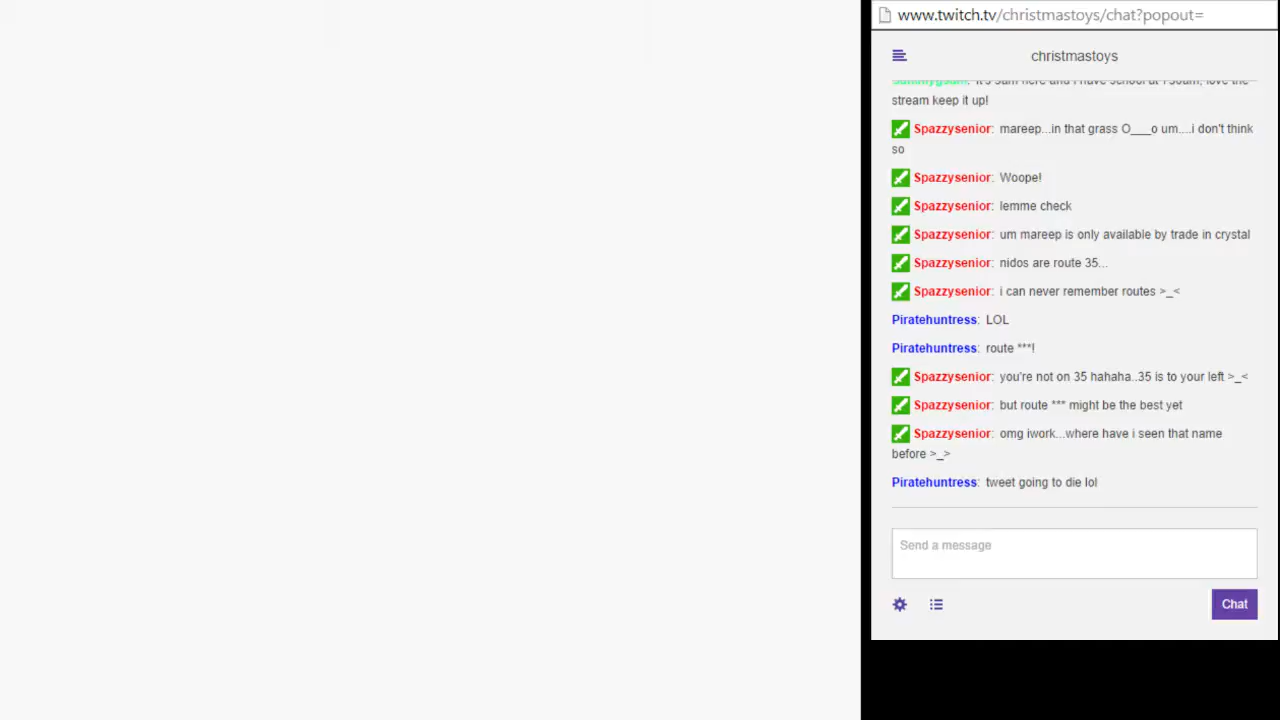 www.twitch.tv/christmastoys/chat?popout=
christmastoys
stream keep it up!
Spazzysenior: mareep...in that grass O___o um....i don't think
so
Spazzysenior: Woope!
Spazzysenior: lemme check
Spazzysenior: um mareep is only available by trade in crystal
Spazzysenior: nidos are route 35...
Spazzysenior: i can never remember routes >_<
Piratehuntress: LOL
Piratehuntress: route ***!
Spazzysenior: you're not on 35 hahaha..35 is to your left >_<
Spazzysenior: but route *** might be the best yet
Spazzysenior: omg iwork...where have i seen that name
before >_>
Piratehuntress: tweet going to die lol
Send a message
Chat